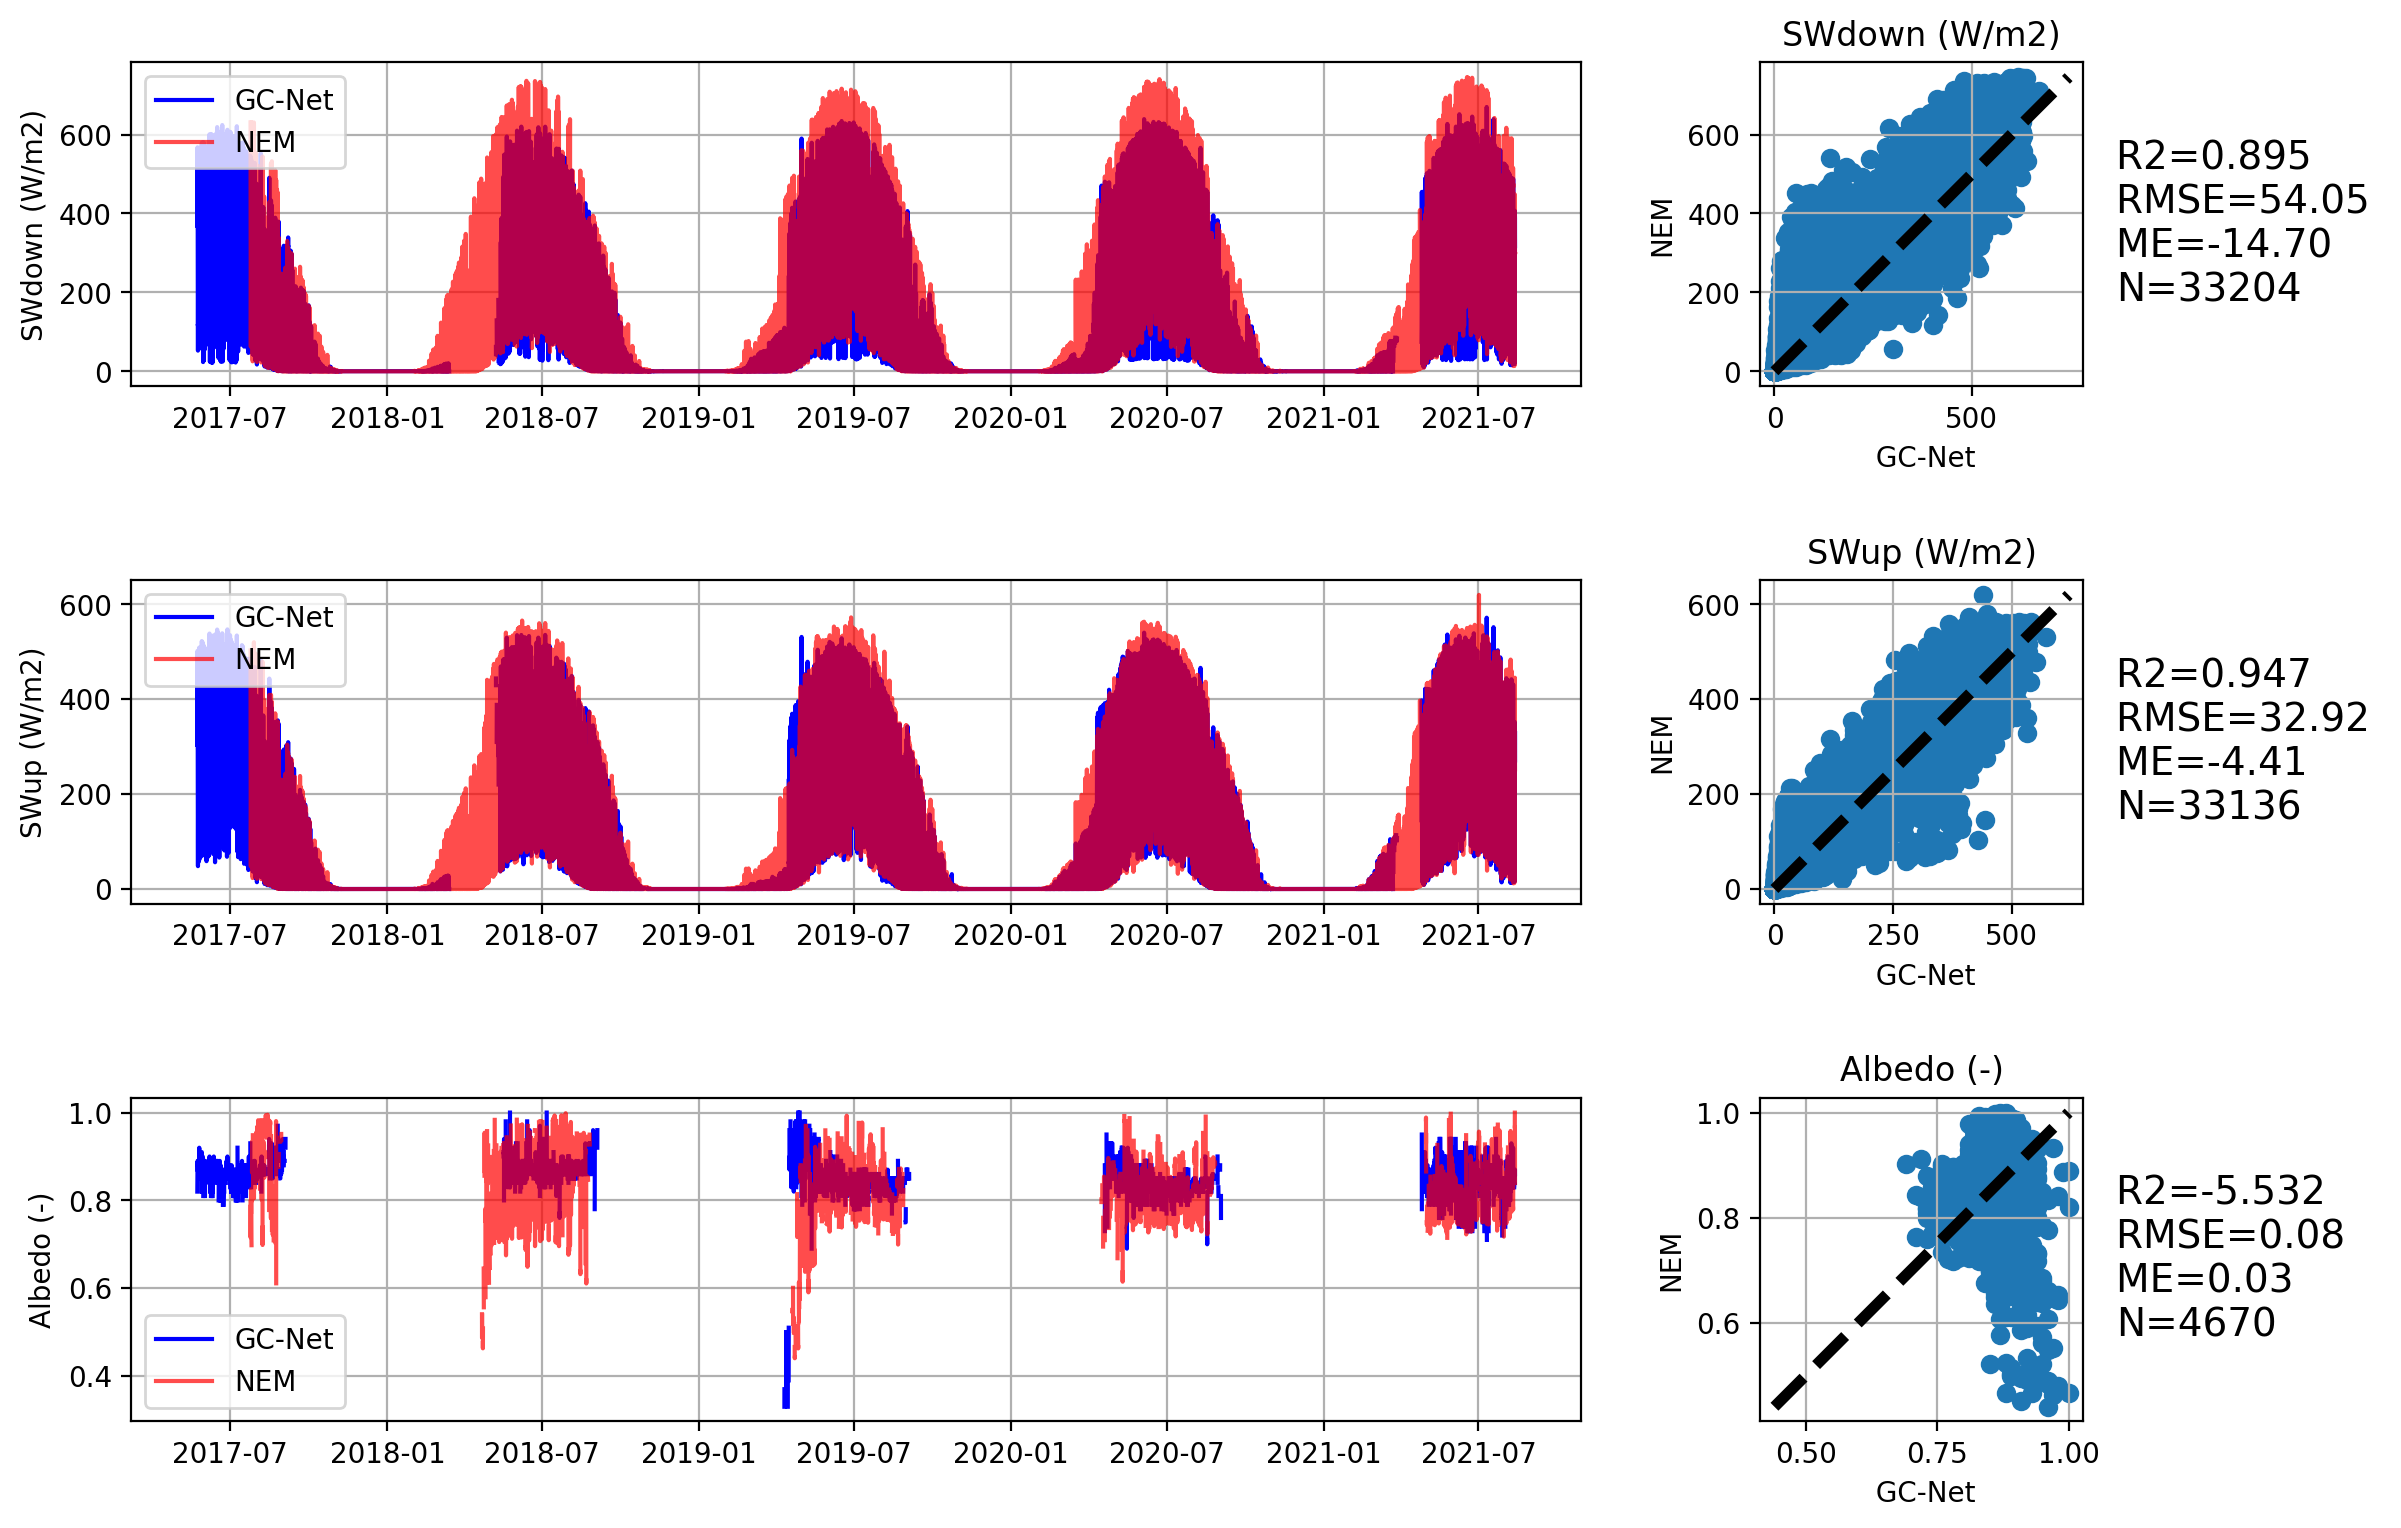 SWdown (W/m2)
GC-Net
NEM
600
400
200
0
SWdown (W/m2)
2017-07 2018-01 2018-07 2019-01 2019-07 2020-01 2020-07 2021-01 2021-07
600
400
200
0
NEM
0 500
GC-Net
R2=0.895
RMSE=54.05
ME=-14.70
N=33204
SWup (W/m2)
GC-Net
NEM
600
400
200
0
SWup (W/m2)
2017-07 2018-01 2018-07 2019-01 2019-07 2020-01 2020-07 2021-01 2021-07
600
400
200
0
NEM
0 250 500
GC-Net
R2=0.947
RMSE=32.92
ME=-4.41
N=33136
Albedo (-)
1.0
0.8
0.6
0.4
Albedo (-)
GC-Net
NEM
2017-07 2018-01 2018-07 2019-01 2019-07 2020-01 2020-07 2021-01 2021-07
1.0
0.8
0.6
NEM
0.50 0.75 1.00
GC-Net
R2=-5.532
RMSE=0.08
ME=0.03
N=4670